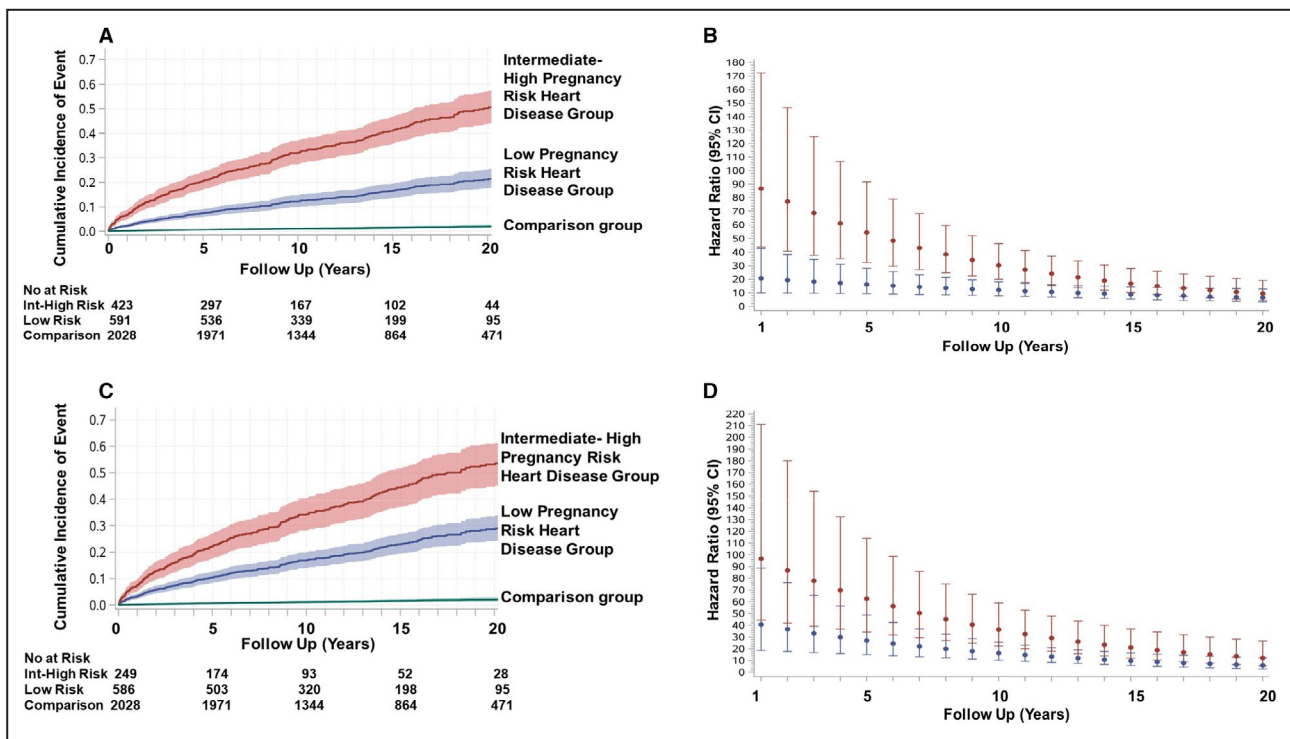 A
Cumulative Incidence of Event
0.7
0.6
0.5
0.4
0.3
0.2
0.1
0.0
0 5 10 15 20
Follow Up (Years)
Intermediate-
High Pregnancy
Risk Heart
Disease Group
Low Pregnancy
Risk Heart
Disease Group
Comparison group
No at Risk
Int-High Risk 423 297 167 102 44
Low Risk 591 536 339 199 95
Comparison 2028 1971 1344 864 471
B
Hazard Ratio (95% CI)
180
170
160
150
140
130
120
110
100
90
80
70
60
50
40
30
20
10
0
1 5 10 15 20
Follow Up (Years)
C
Cumulative Incidence of Event
0.7
0.6
0.5
0.4
0.3
0.2
0.1
0.0
0 5 10 15 20
Follow Up (Years)
Intermediate- High
Pregnancy Risk
Heart Disease Group
Low Pregnancy
Risk Heart
Disease Group
Comparison group
No at Risk
Int-High Risk 249 174 93 52 28
Low Risk 586 503 320 198 95
Comparison 2028 1971 1344 864 471
D
Hazard Ratio (95% CI)
220
210
200
190
180
170
160
150
140
130
120
110
100
90
80
70
60
50
40
30
20
10
0
1 5 10 15 20
Follow Up (Years)